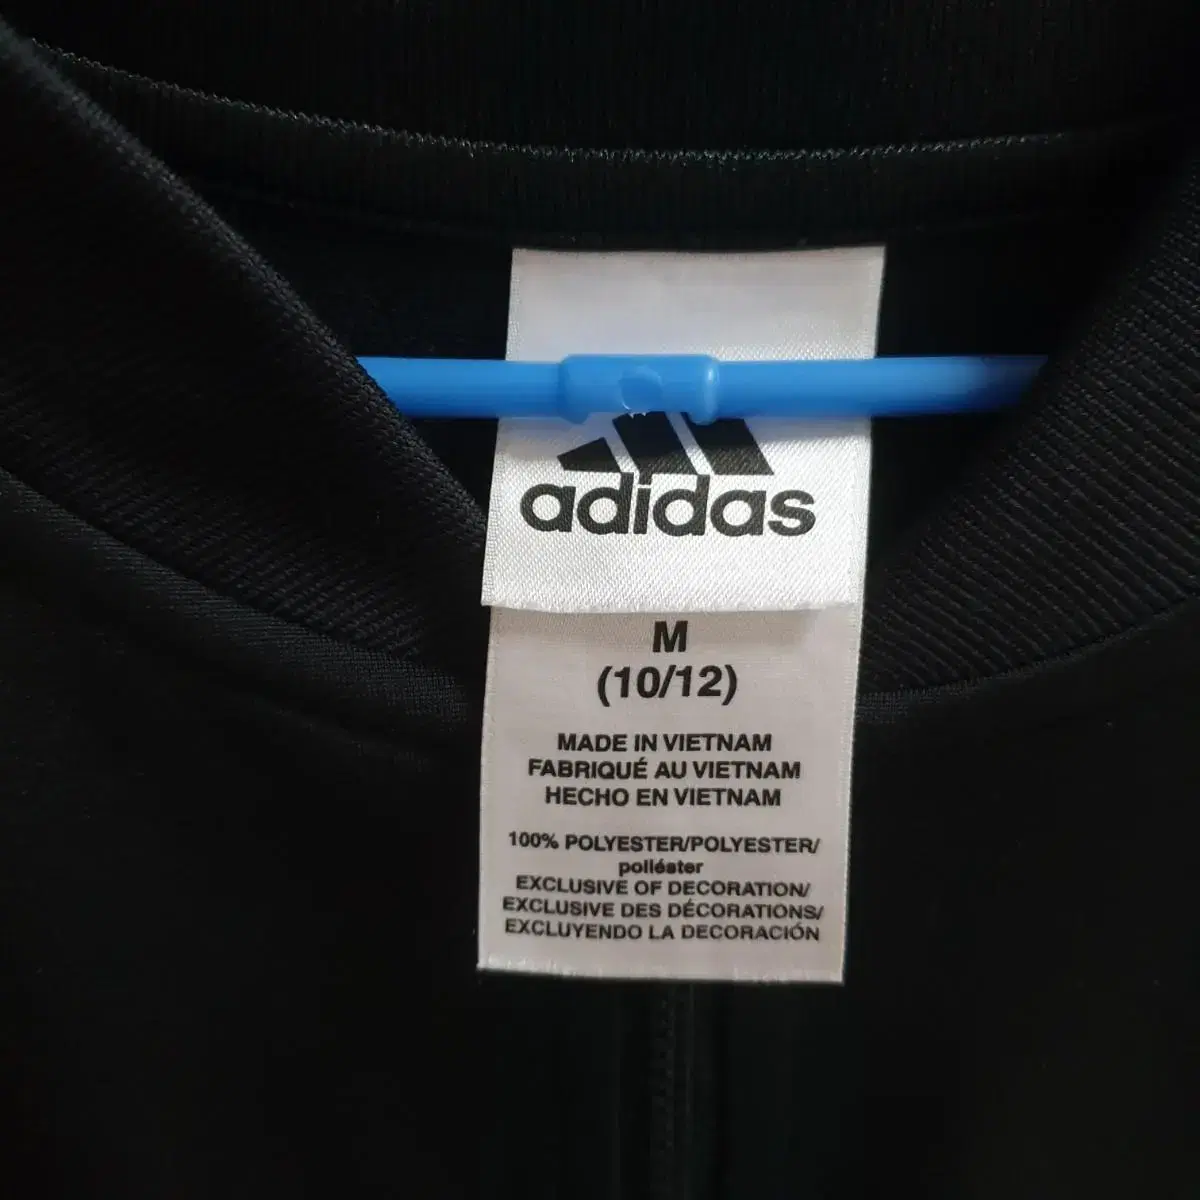 adidas
M
(10/12)
MADE IN VIETNAM
FABRIQUÉ AU VIETNAM
HECHO EN VIETNAM
100% POLYESTER/POLYESTER/
poliéster
EXCLUSIVE OF DECORATION/
EXCLUSIVE DES DÉCORATIONS/
EXCLUYENDO LA DECORACIÓN